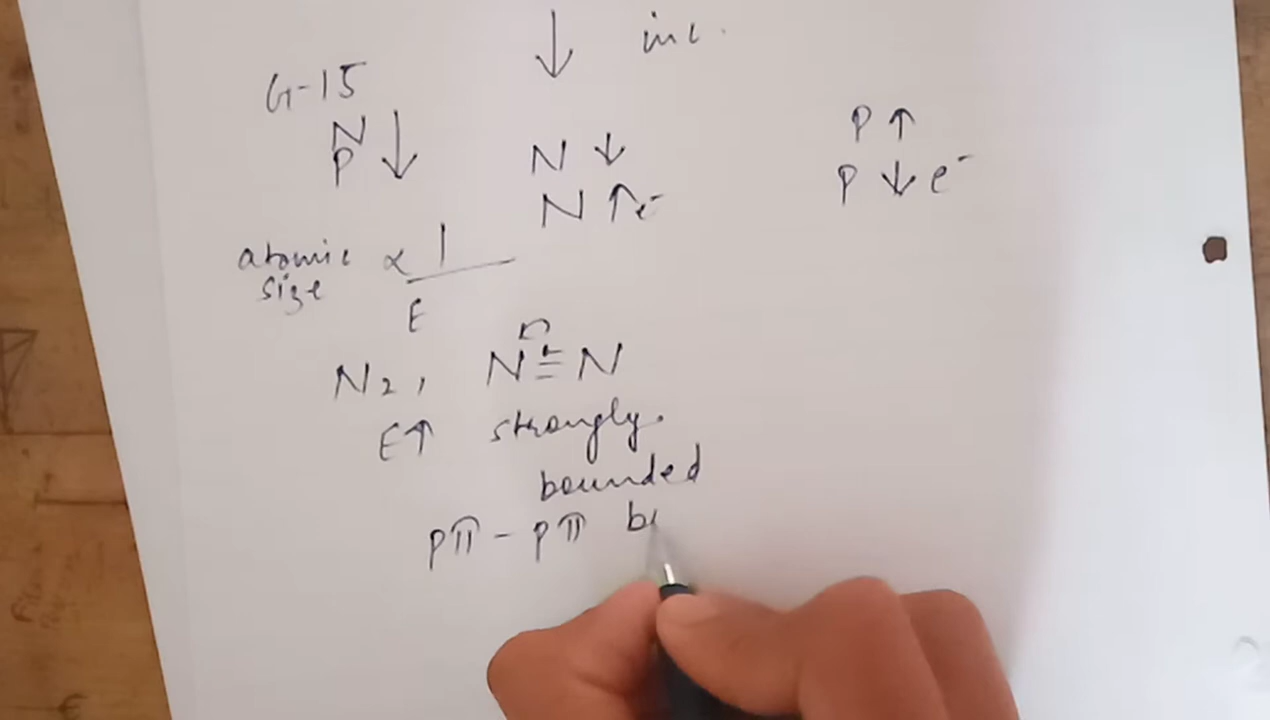 ↓ inc.
G-15
N
P ↓
N ↓
N ↑ e⁻
P ↑
P ↓ e⁻
atomic size ∝ 1
E
N₂, N≡N
E↑ strongly.
bounded
pπ - pπ b